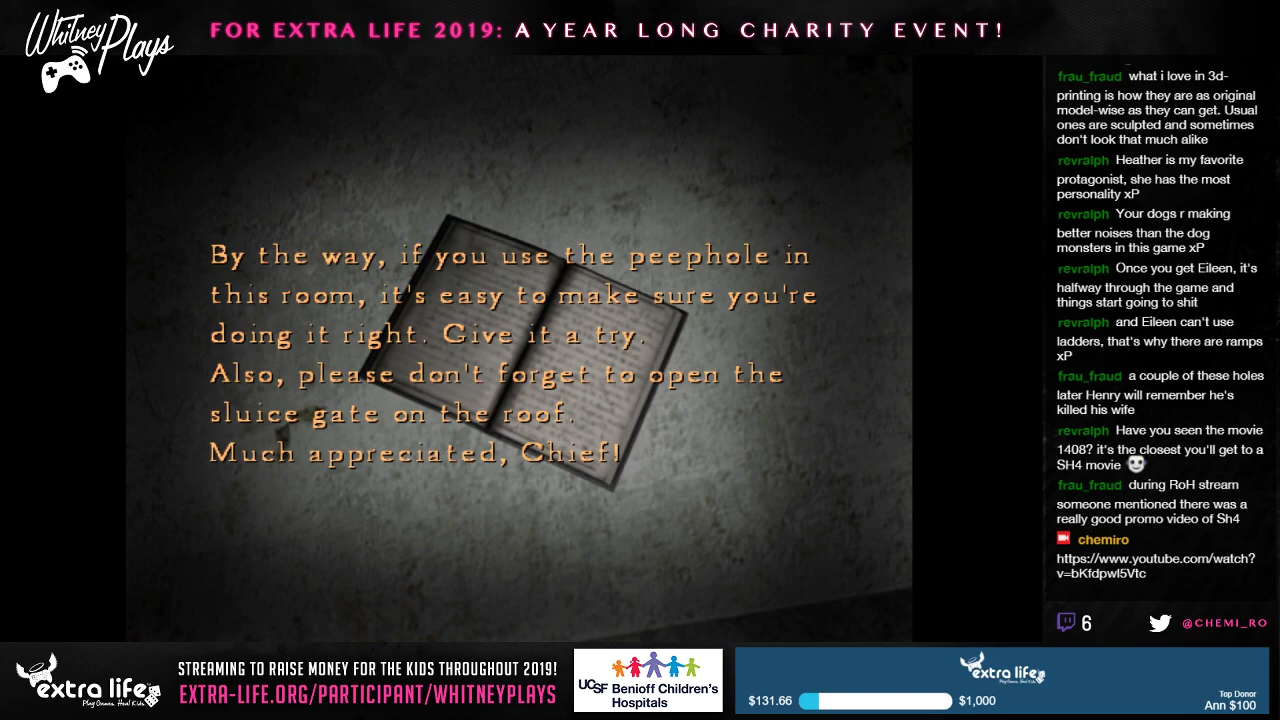 Whitney Plays
FOR EXTRA LIFE 2019: A YEAR LONG CHARITY EVENT!
By the way, if you use the peephole in
this room, it's easy to make sure you're
doing it right. Give it a try.
Also, please don't forget to open the
sluice gate on the roof.
Much appreciated, Chief!
frau_fraud what i love in 3d-
printing is how they are as original
model-wise as they can get. Usual
ones are sculpted and sometimes
don't look that much alike
revralph Heather is my favorite
protagonist, she has the most
personality xP
revralph Your dogs r making
better noises than the dog
monsters in this game xP
revralph Once you get Eileen, it's
halfway through the game and
things start going to shit
revralph and Eileen can't use
ladders, that's why there are ramps
xP
frau_fraud a couple of these holes
later Henry will remember he's
killed his wife
revralph Have you seen the movie
1408? it's the closest you'll get to a
SH4 movie
frau_fraud during RoH stream
someone mentioned there was a
really good promo video of Sh4
chemiro
https://www.youtube.com/watch?
v=bKfdpwI5Vtc
6 @CHEMI_RO
extra life
Play Games. Heal Kids.
STREAMING TO RAISE MONEY FOR THE KIDS THROUGHOUT 2019!
EXTRA-LIFE.ORG/PARTICIPANT/WHITNEYPLAYS
UCSF Benioff Children's
Hospitals
extra life
Play Games. Heal Kids.
$131.66 $1,000
Top Donor
Ann $100